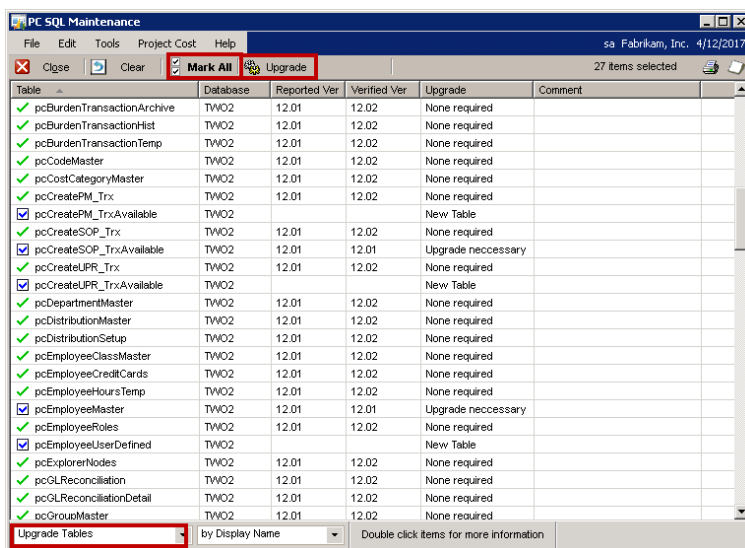 PC SQL Maintenance
File Edit Tools Project Cost Help sa Fabrikam, Inc. 4/12/2017
Close Clear Mark All Upgrade 27 items selected
Table Database Reported Ver Verified Ver Upgrade Comment
pcBurdenTransactionArchive TWO2 12.01 12.02 None required
pcBurdenTransactionHist TWO2 12.01 12.02 None required
pcBurdenTransactionTemp TWO2 12.01 12.02 None required
pcCodeMaster TWO2 12.01 12.02 None required
pcCostCategoryMaster TWO2 12.01 12.02 None required
pcCreatePM_Trx TWO2 12.01 12.02 None required
pcCreatePM_TrxAvailable TWO2 New Table
pcCreateSOP_Trx TWO2 12.01 12.02 None required
pcCreateSOP_TrxAvailable TWO2 12.01 12.01 Upgrade neccessary
pcCreateUPR_Trx TWO2 12.01 12.02 None required
pcCreateUPR_TrxAvailable TWO2 New Table
pcDepartmentMaster TWO2 12.01 12.02 None required
pcDistributionMaster TWO2 12.01 12.02 None required
pcDistributionSetup TWO2 12.01 12.02 None required
pcEmployeeClassMaster TWO2 12.01 12.02 None required
pcEmployeeCreditCards TWO2 12.01 12.02 None required
pcEmployeeHoursTemp TWO2 12.01 12.02 None required
pcEmployeeMaster TWO2 12.01 12.01 Upgrade neccessary
pcEmployeeRoles TWO2 12.01 12.02 None required
pcEmployeeUserDefined TWO2 New Table
pcExplorerNodes TWO2 12.01 12.02 None required
pcGLReconciliation TWO2 12.01 12.02 None required
pcGLReconciliationDetail TWO2 12.01 12.02 None required
pcGroupMaster TWO2 12.01 12.02 None required
Upgrade Tables by Display Name Double click items for more information